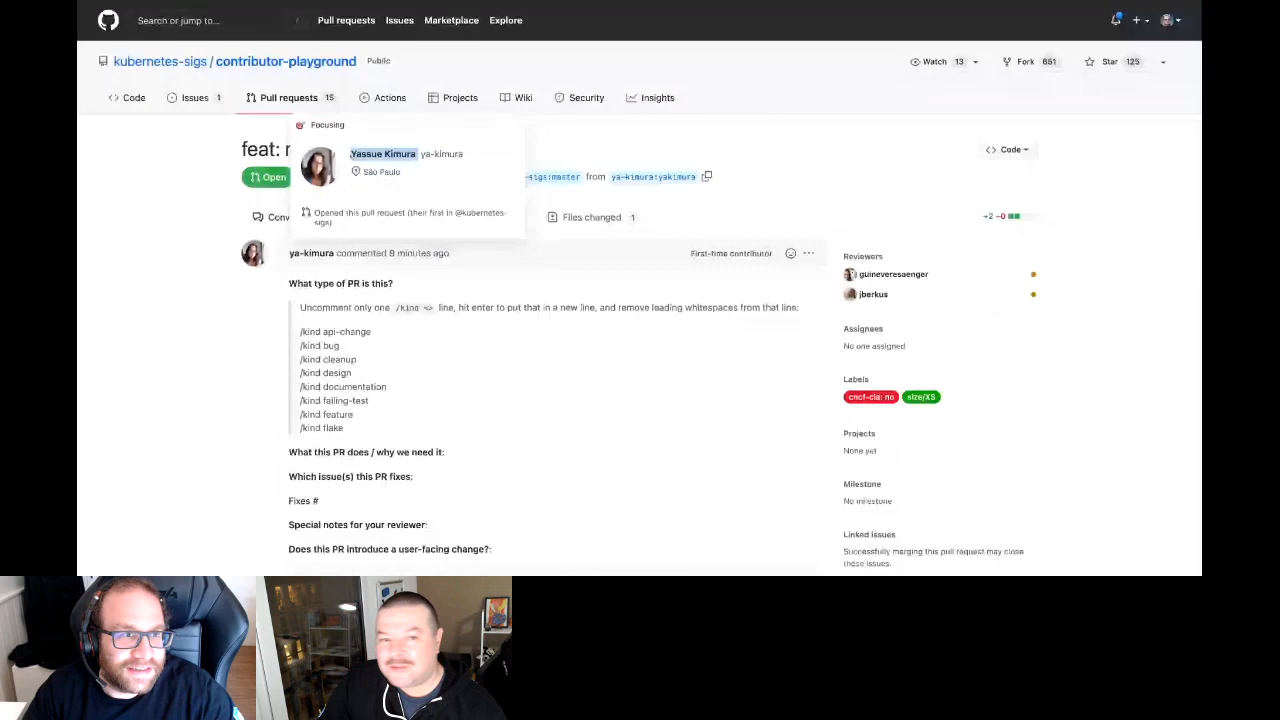 Search or jump to...
/
Pull requests
Issues
Marketplace
Explore
kubernetes-sigs / contributor-playground
Public
Watch 13
Fork 651
Star 125
Code
Issues 1
Pull requests 15
Actions
Projects
Wiki
Security
Insights
Focusing
feat:
Code
Yassue Kimura ya-kimura
São Paulo
Open
-sigs:master from ya-kimura:yakimura
Opened this pull request (their first in @kubernetes-
sigs)
Conv
Files changed 1
+2 −0
ya-kimura commented 8 minutes ago
First-time contributor
What type of PR is this?
Uncomment only one /kind <> line, hit enter to put that in a new line, and remove leading whitespaces from that line:
/kind api-change
/kind bug
/kind cleanup
/kind design
/kind documentation
/kind failing-test
/kind feature
/kind flake
What this PR does / why we need it:
Which issue(s) this PR fixes:
Fixes #
Special notes for your reviewer:
Does this PR introduce a user-facing change?:
Reviewers
guineveresaenger
jberkus
Assignees
No one assigned
Labels
cncf-cla: no
size/XS
Projects
None yet
Milestone
No milestone
Linked issues
Successfully merging this pull request may close
these issues.